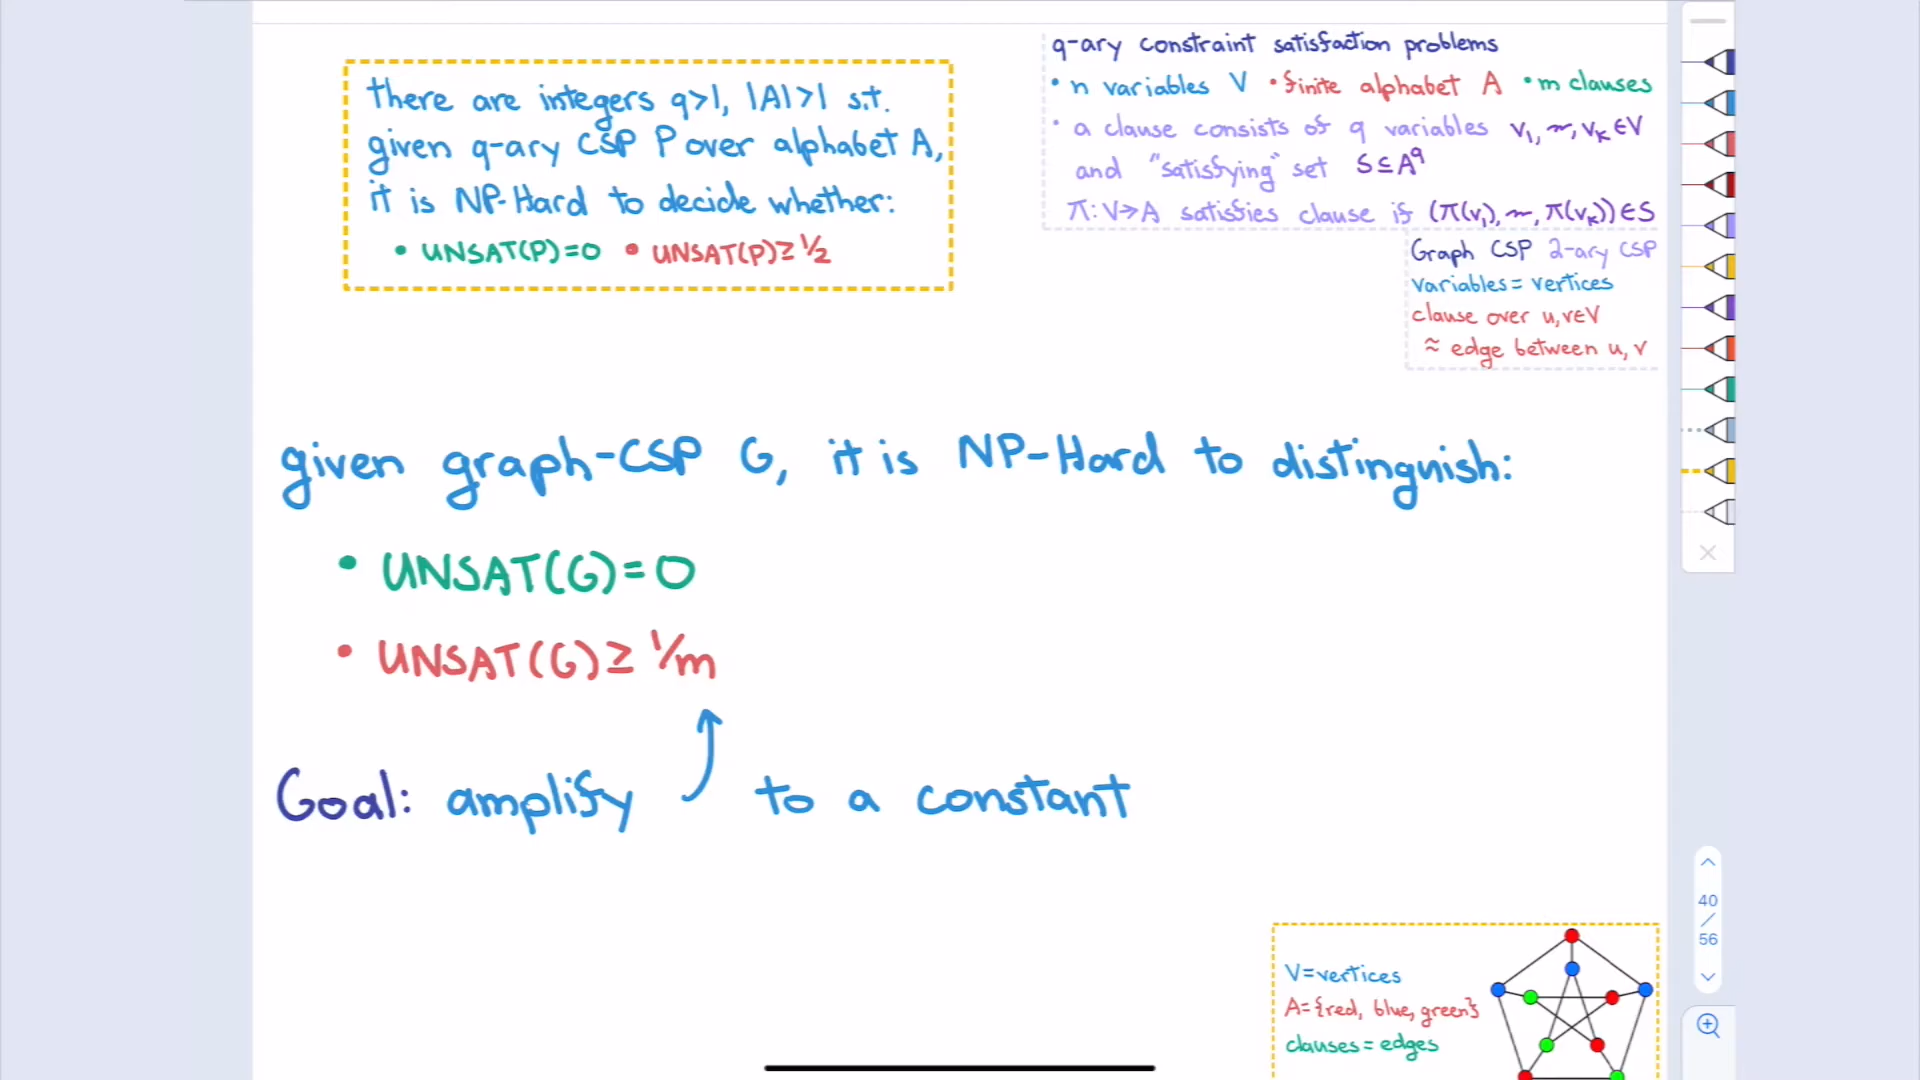 there are integers q>1, |A|>1 s.t.
given q-ary CSP P over alphabet A,
it is NP-Hard to decide whether:
• UNSAT(P)=0 • UNSAT(P)≥½
q-ary constraint satisfaction problems
• n variables V • finite alphabet A • m clauses
• a clause consists of q variables v₁, ~, vₖ∈V
and "satisfying" set S⊆A^q
π: V→A satisfies clause if (π(v₁), ~, π(vₖ))∈S
Graph CSP 2-ary CSP
variables = vertices
clause over u,v∈V
≈ edge between u, v
given graph-CSP G, it is NP-Hard to distinguish:
• UNSAT(G)=0
• UNSAT(G)≥ 1/m
Goal: amplify to a constant
V=vertices
A={red, blue, green}
clauses = edges
40
/
56